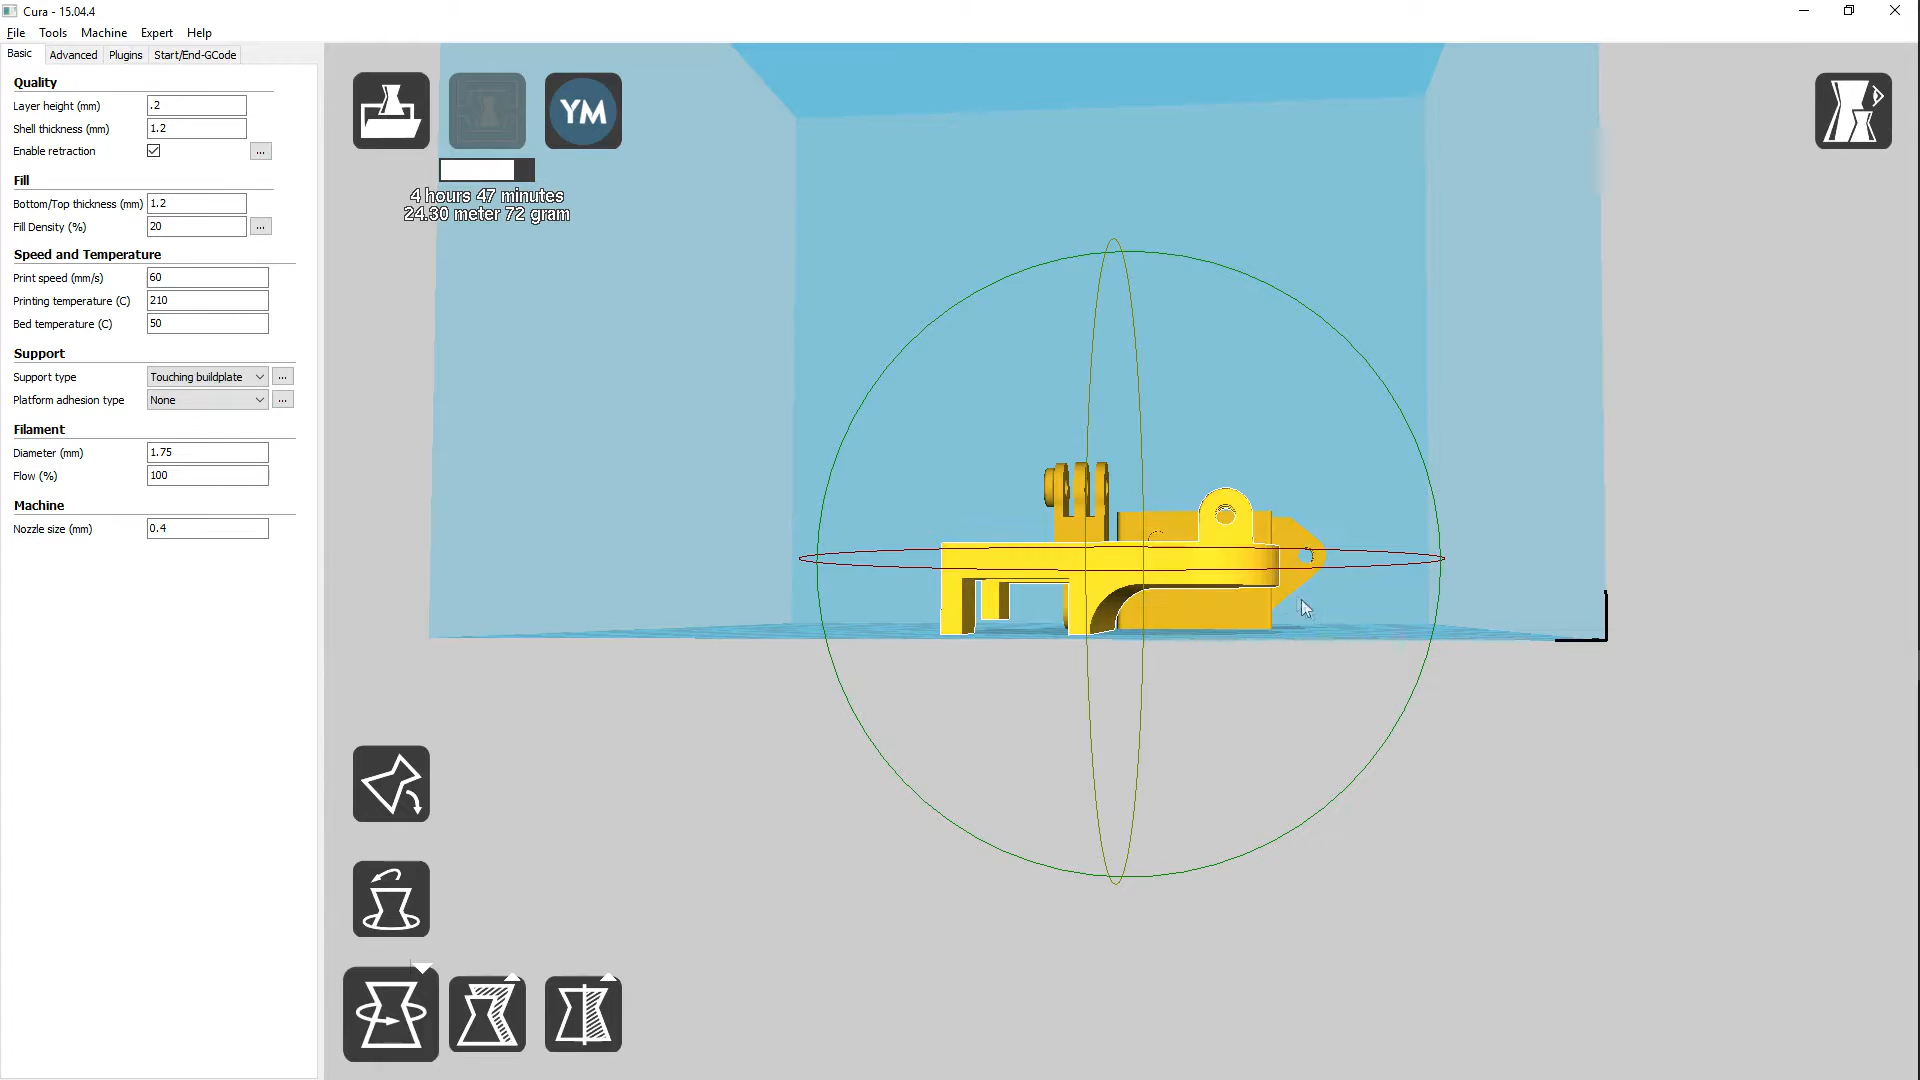 Cura - 15.04.4
File Tools Machine Expert Help
Basic Advanced Plugins Start/End-GCode
Quality
Layer height (mm) .2
Shell thickness (mm) 1.2
Enable retraction ...
Fill
Bottom/Top thickness (mm) 1.2
Fill Density (%) 20 ...
Speed and Temperature
Print speed (mm/s) 60
Printing temperature (C) 210
Bed temperature (C) 50
Support
Support type Touching buildplate ...
Platform adhesion type None ...
Filament
Diameter (mm) 1.75
Flow (%) 100
Machine
Nozzle size (mm) 0.4
YM
4 hours 47 minutes
24.30 meter 72 gram